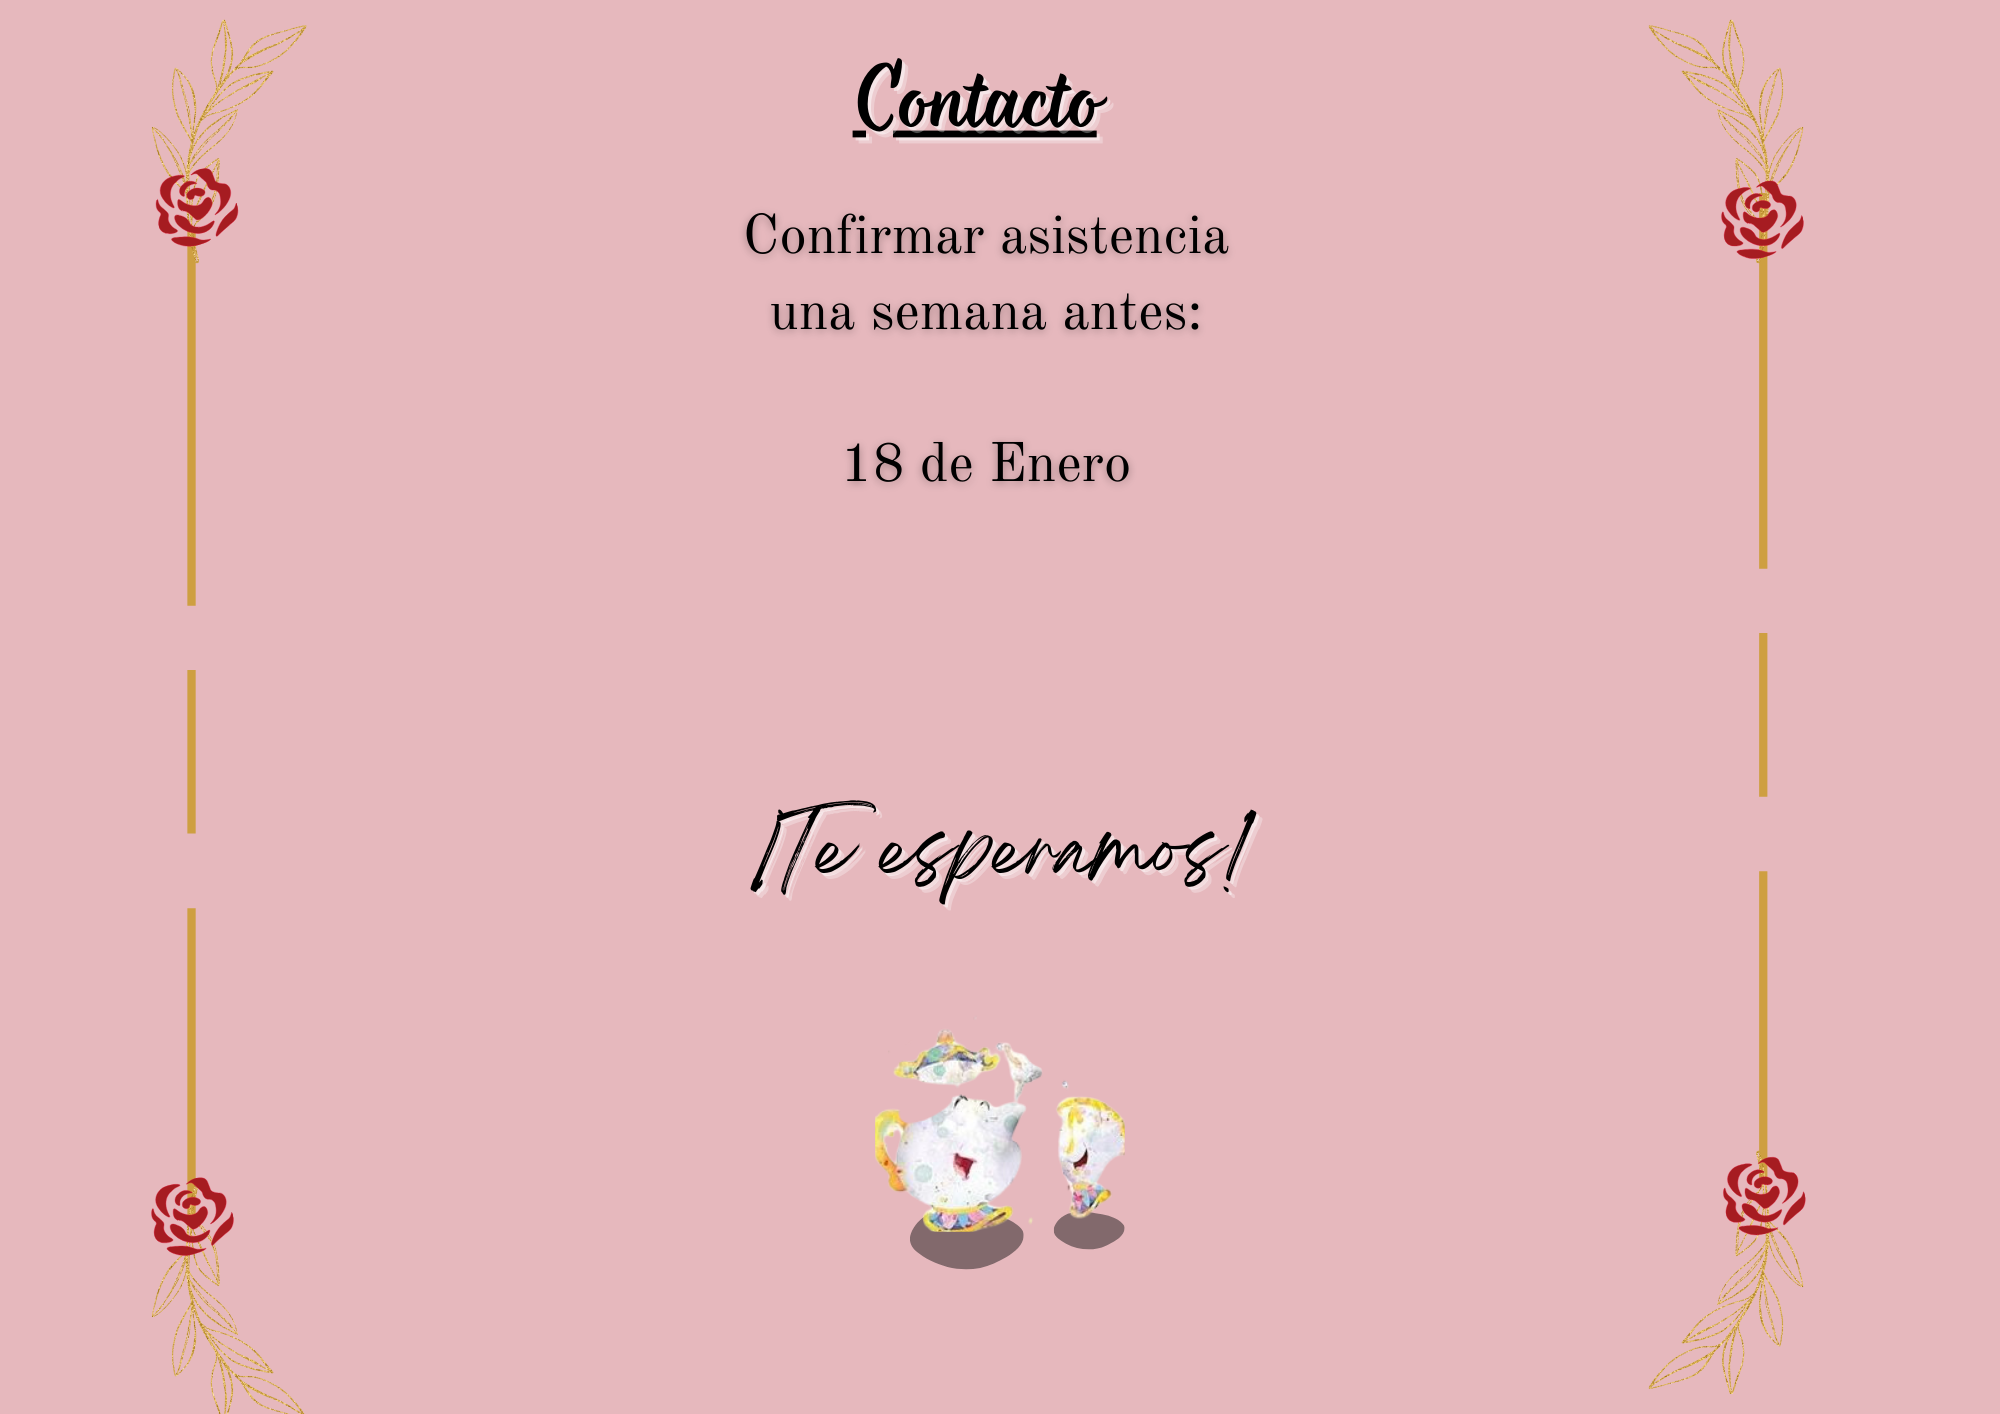 Contacto
Confirmar asistencia
una semana antes:
18 de Enero
¡Te esperamos!